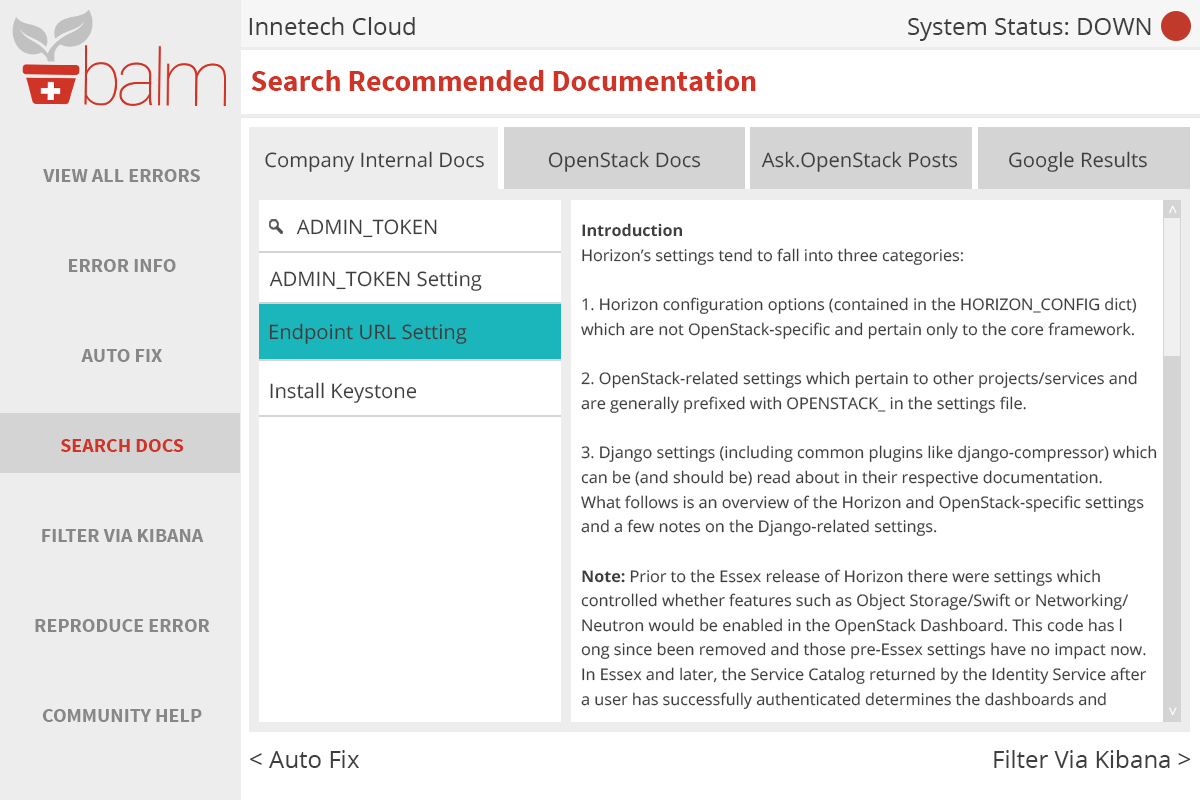 balm
Innetech Cloud
System Status: DOWN
Search Recommended Documentation
VIEW ALL ERRORS
ERROR INFO
AUTO FIX
SEARCH DOCS
FILTER VIA KIBANA
REPRODUCE ERROR
COMMUNITY HELP
Company Internal Docs
OpenStack Docs
Ask.OpenStack Posts
Google Results
ADMIN_TOKEN
ADMIN_TOKEN Setting
Endpoint URL Setting
Install Keystone
Introduction
Horizon’s settings tend to fall into three categories:
1. Horizon configuration options (contained in the HORIZON_CONFIG dict)
which are not OpenStack-specific and pertain only to the core framework.
2. OpenStack-related settings which pertain to other projects/services and
are generally prefixed with OPENSTACK_ in the settings file.
3. Django settings (including common plugins like django-compressor) which
can be (and should be) read about in their respective documentation.
What follows is an overview of the Horizon and OpenStack-specific settings
and a few notes on the Django-related settings.
Note: Prior to the Essex release of Horizon there were settings which
controlled whether features such as Object Storage/Swift or Networking/
Neutron would be enabled in the OpenStack Dashboard. This code has l
ong since been removed and those pre-Essex settings have no impact now.
In Essex and later, the Service Catalog returned by the Identity Service after
a user has successfully authenticated determines the dashboards and
< Auto Fix
Filter Via Kibana >